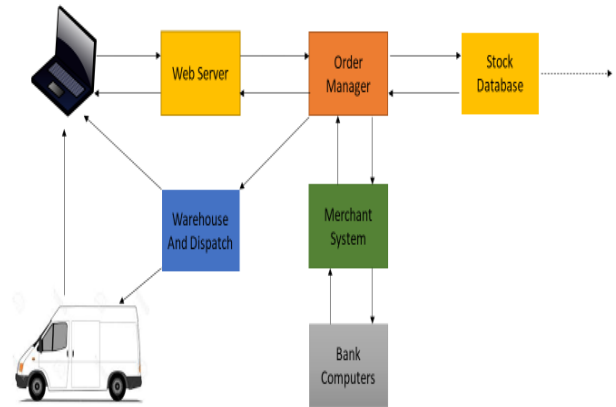 Web Server
Order
Manager
Stock
Database
Warehouse
And Dispatch
Merchant
System
Bank
Computers